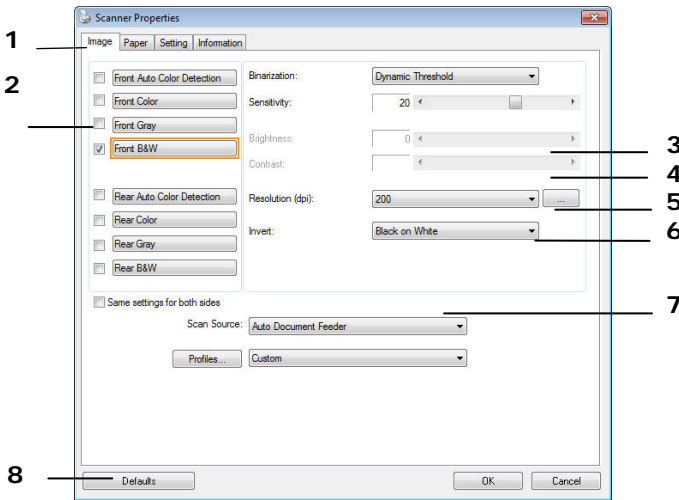 Scanner Properties
1
Image Paper Setting Information
2
Front Auto Color Detection
Front Color
Front Gray
Front B&W
Rear Auto Color Detection
Rear Color
Rear Gray
Rear B&W
Binarization: Dynamic Threshold
Sensitivity: 20
Brightness: 0
Contrast:
Resolution (dpi): 200 ...
Invert: Black on White
3
4
5
6
Same settings for both sides
7
Scan Source: Auto Document Feeder
Profiles... Custom
8
Defaults OK Cancel